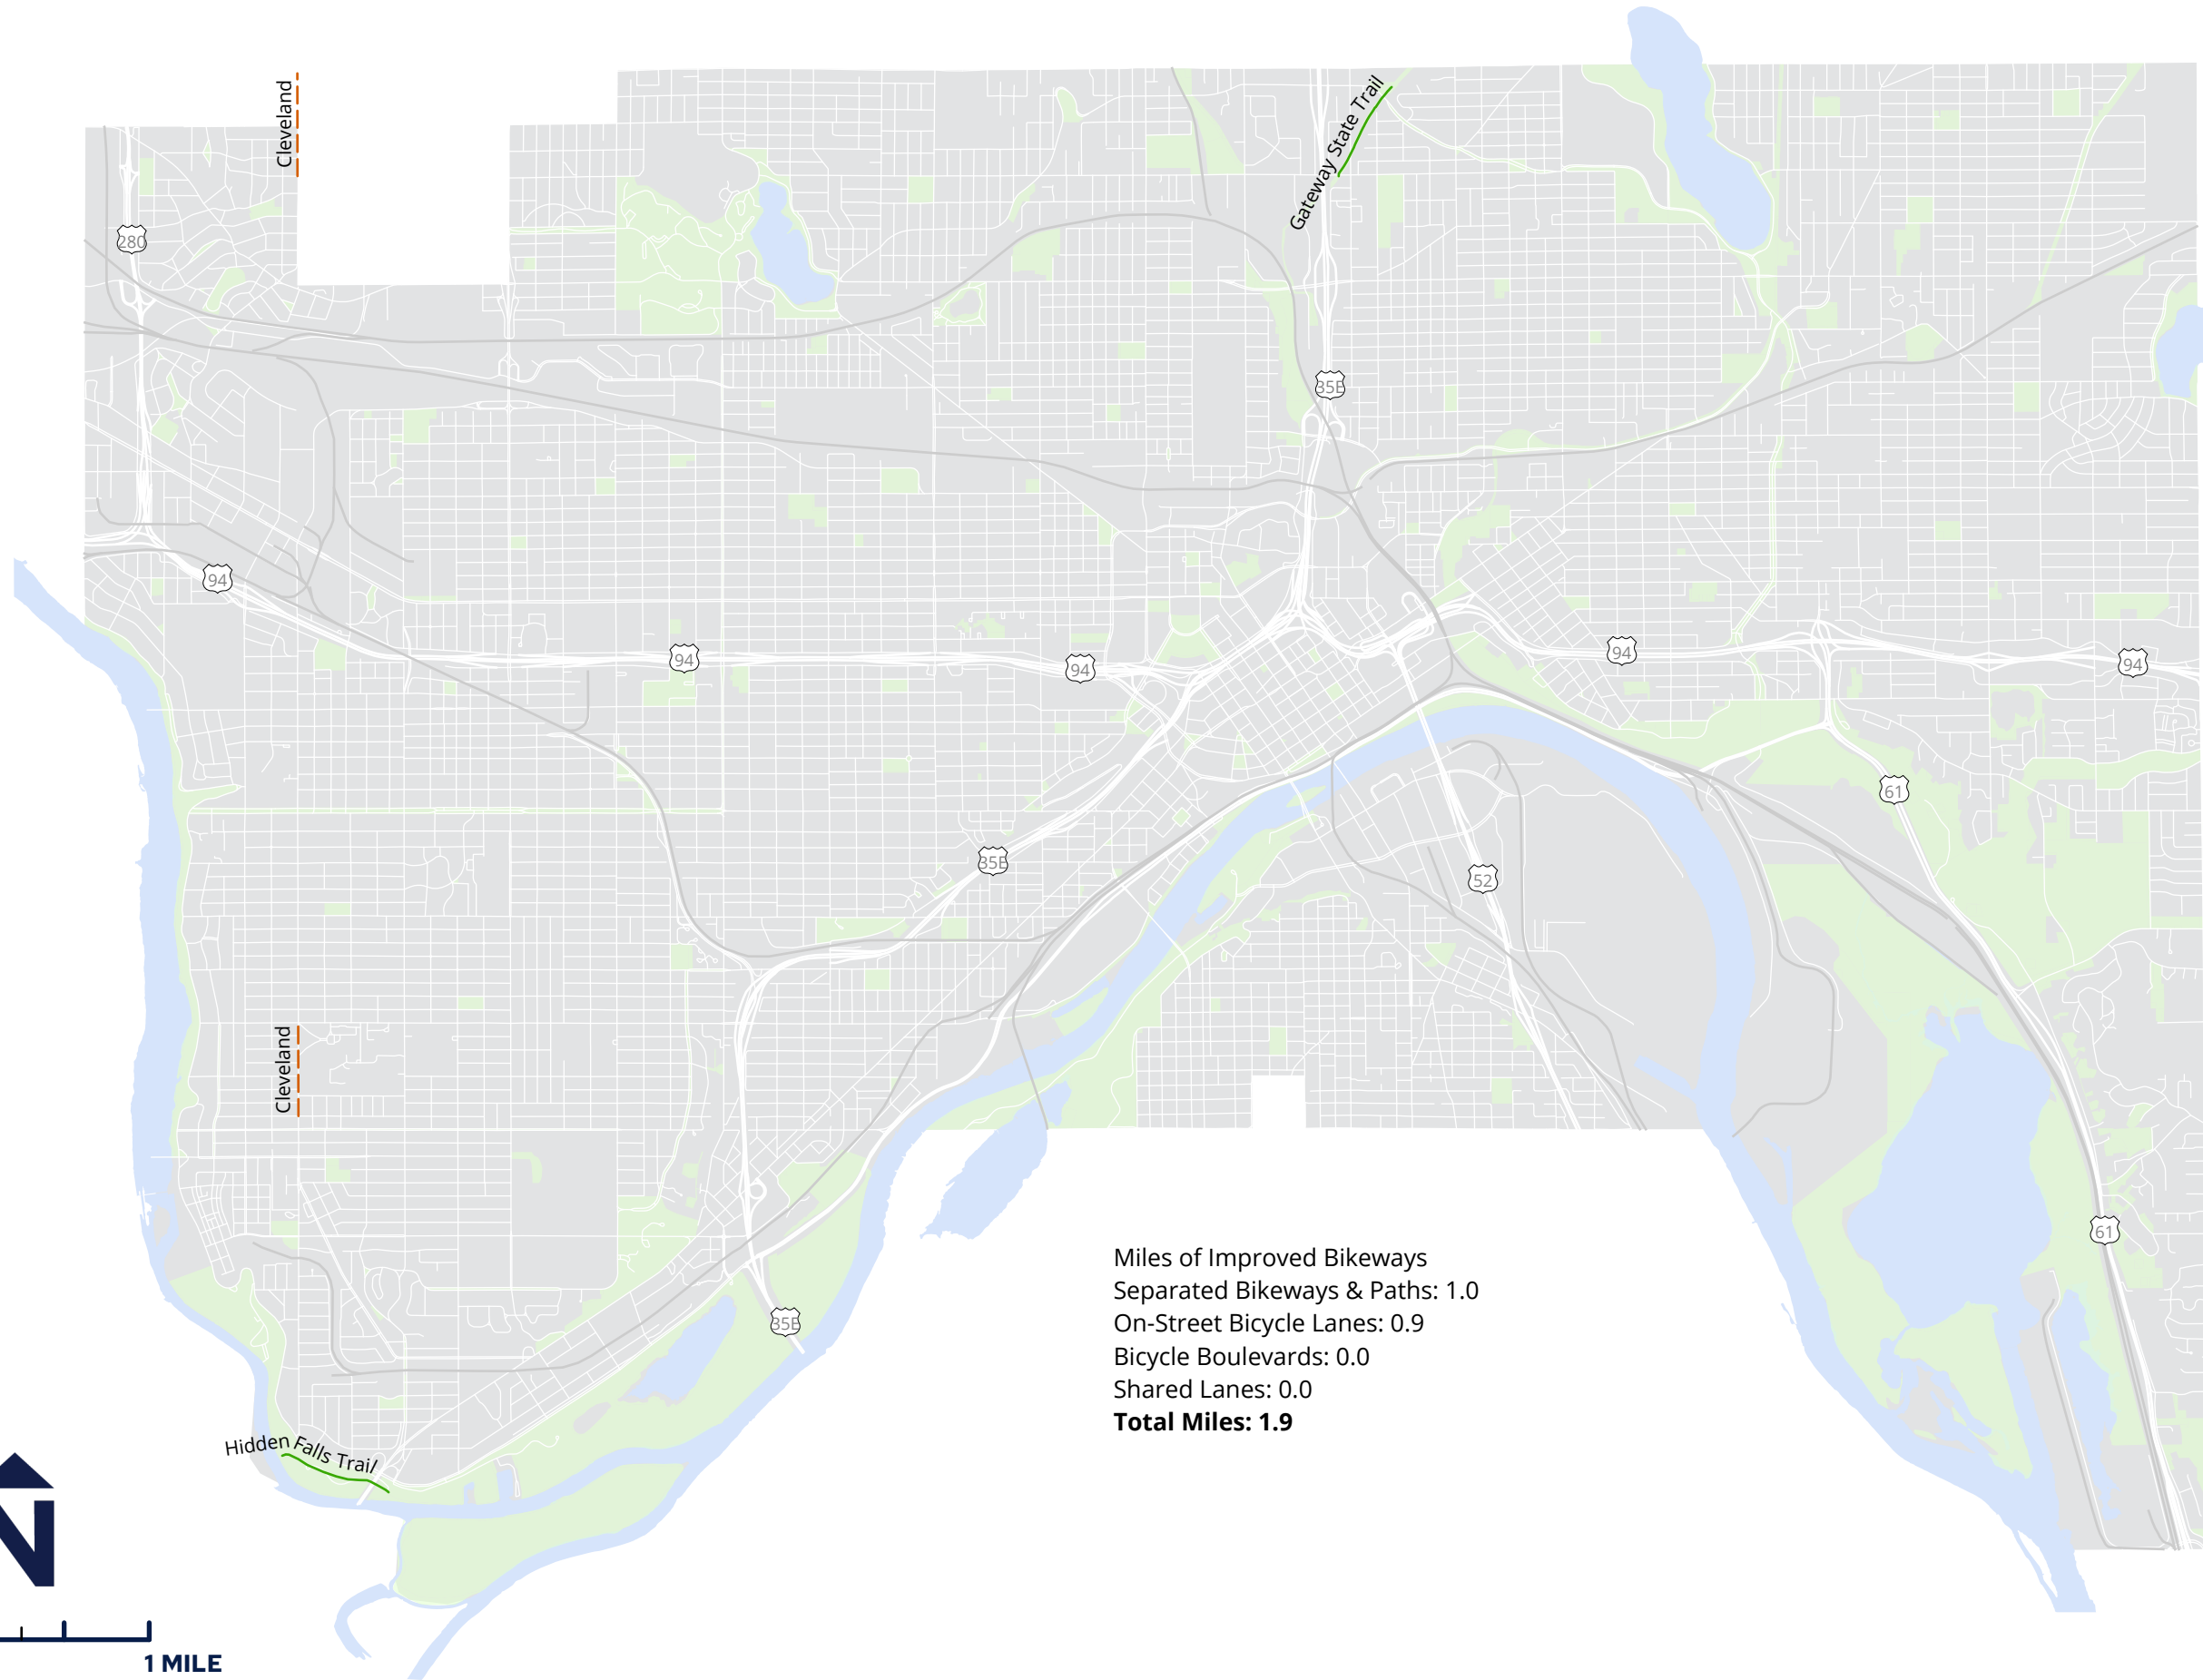 Cleveland
Gateway State Trail
280
35E
94
94
94
94
94
61
35E
52
Cleveland
61
Miles of Improved Bikeways
Separated Bikeways & Paths: 1.0
On-Street Bicycle Lanes: 0.9
Bicycle Boulevards: 0.0
Shared Lanes: 0.0
Total Miles: 1.9
35E
Hidden Falls Trail
N
1 MILE